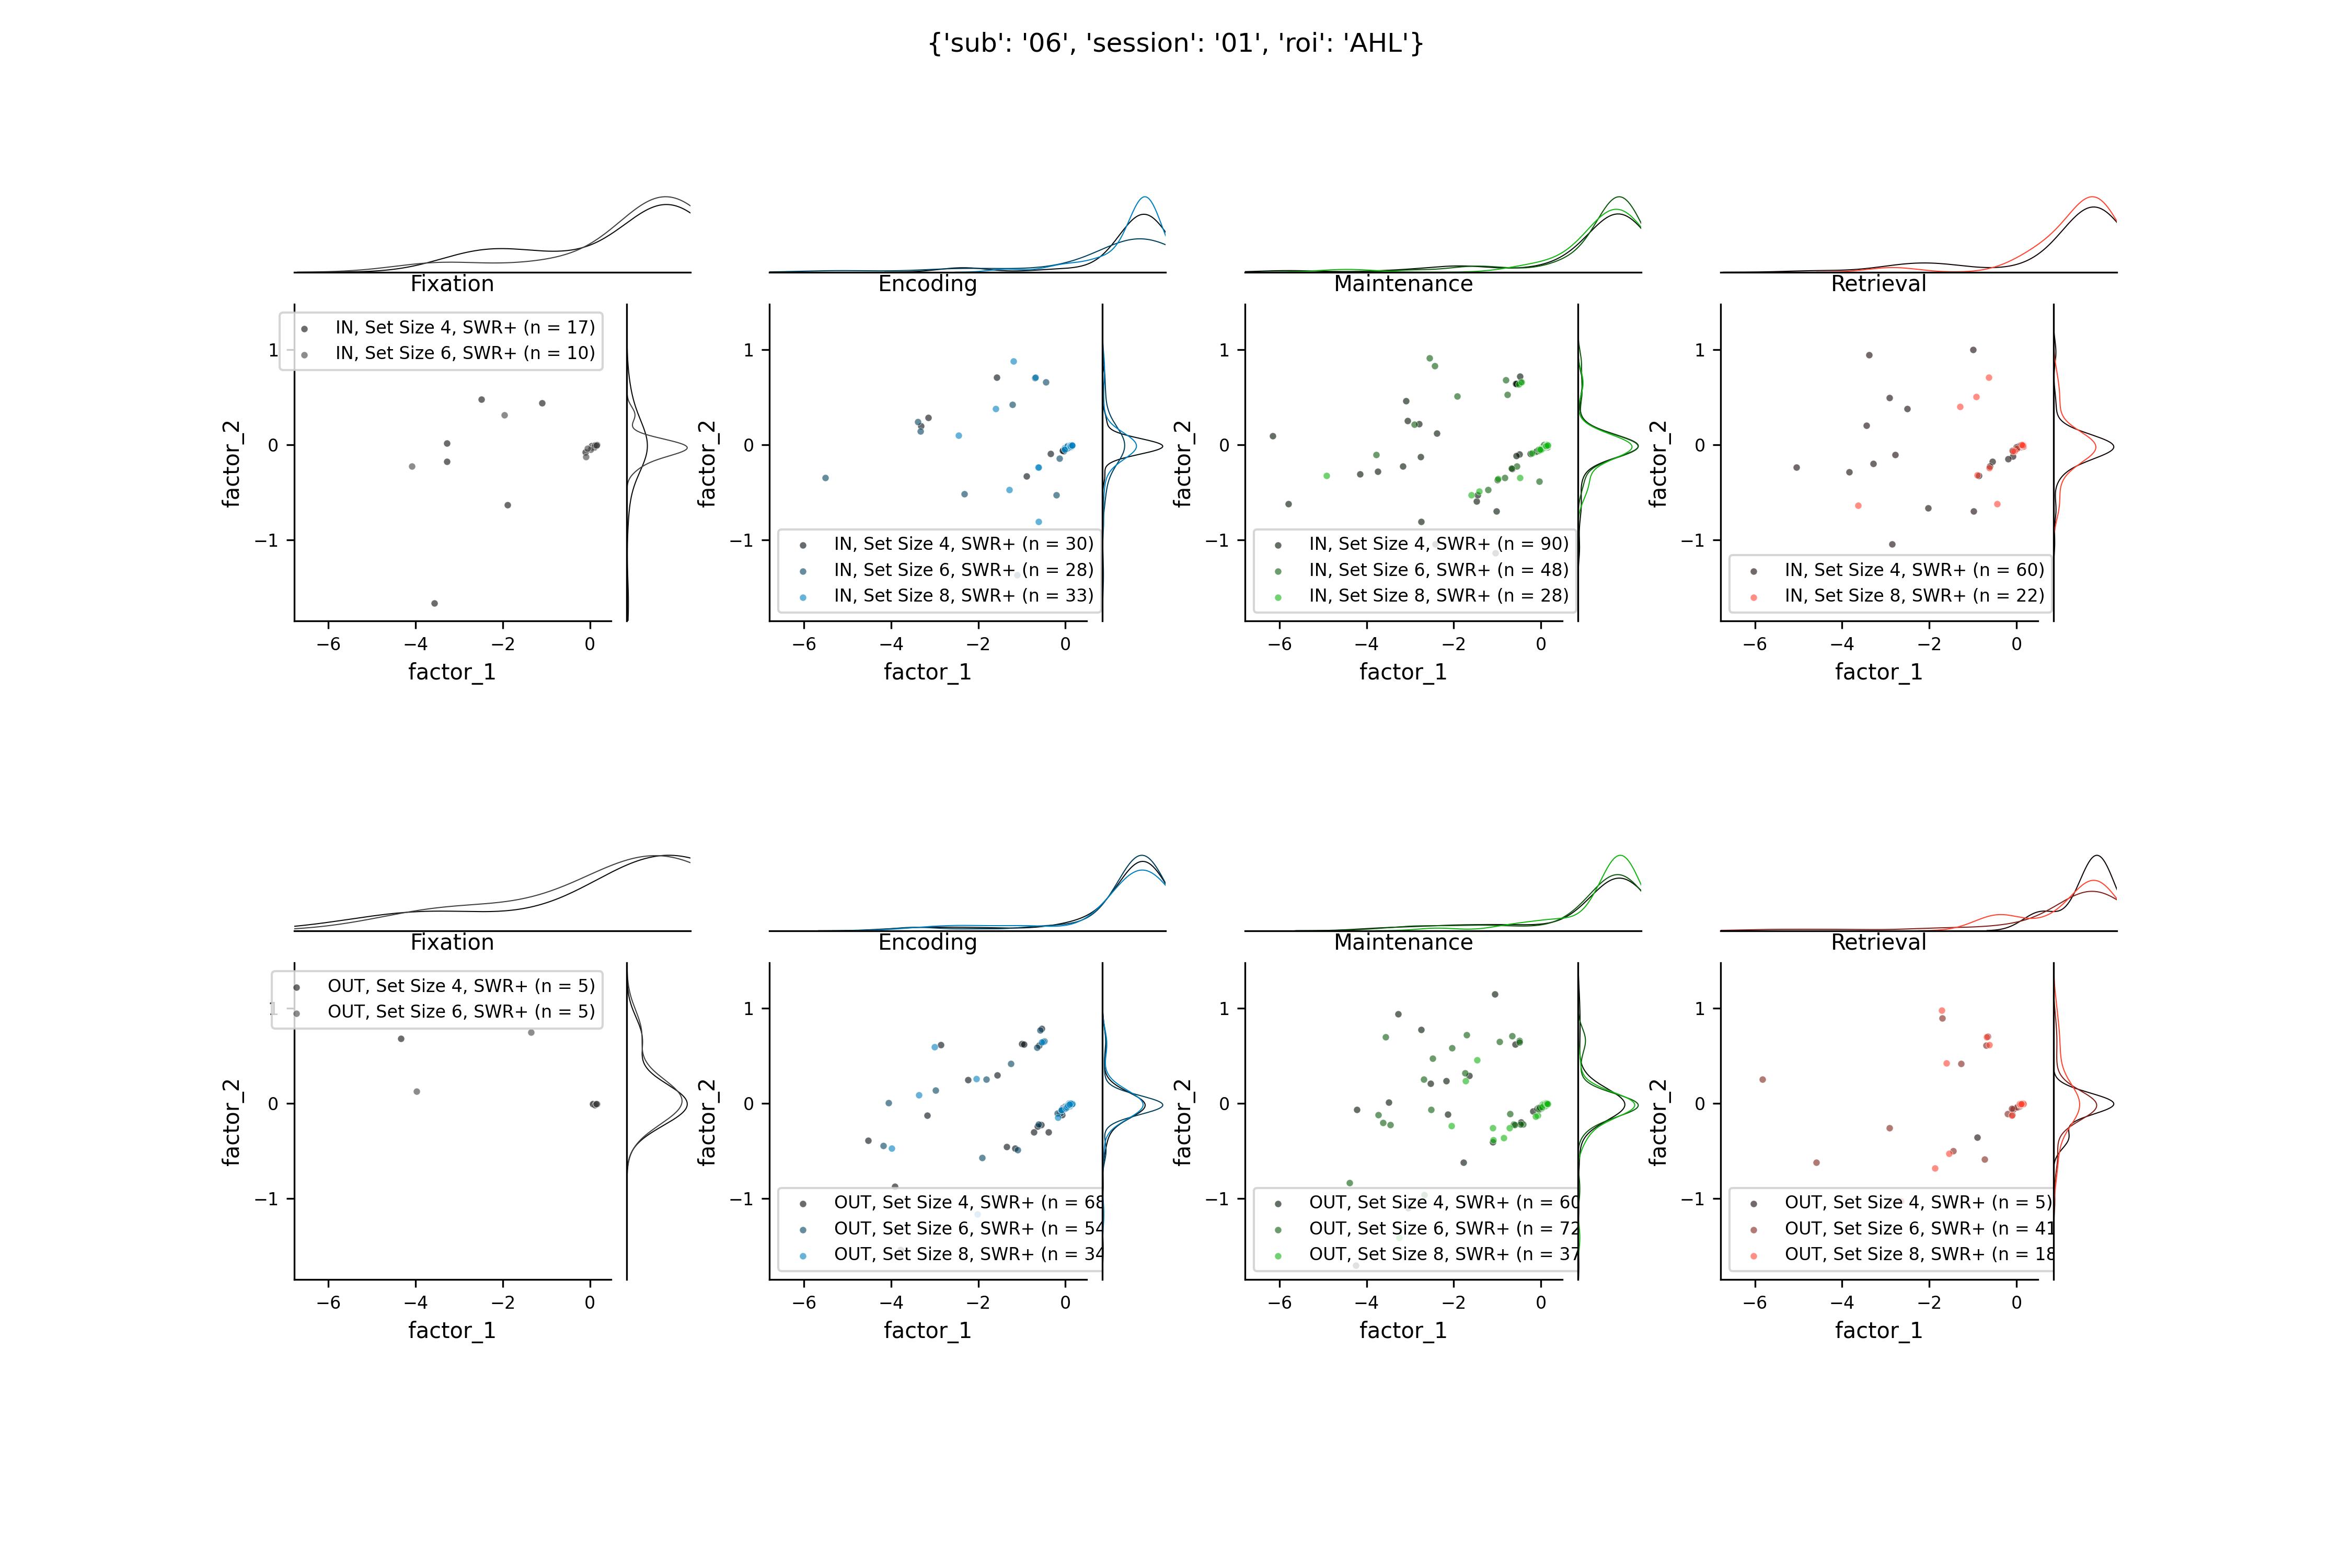 {'sub': '06', 'session': '01', 'roi': 'AHL'}
Fixation
Encoding
Maintenance
Retrieval
IN, Set Size 4, SWR+ (n = 17)
IN, Set Size 6, SWR+ (n = 10)
1
0
−1
factor_2
−6 −4 −2 0
factor_1
IN, Set Size 4, SWR+ (n = 30)
IN, Set Size 6, SWR+ (n = 28)
IN, Set Size 8, SWR+ (n = 33)
1
0
−1
factor_2
−6 −4 −2 0
factor_1
IN, Set Size 4, SWR+ (n = 90)
IN, Set Size 6, SWR+ (n = 48)
IN, Set Size 8, SWR+ (n = 28)
1
0
−1
factor_2
−6 −4 −2 0
factor_1
IN, Set Size 4, SWR+ (n = 60)
IN, Set Size 8, SWR+ (n = 22)
1
0
−1
factor_2
−6 −4 −2 0
factor_1
Fixation
Encoding
Maintenance
Retrieval
OUT, Set Size 4, SWR+ (n = 5)
OUT, Set Size 6, SWR+ (n = 5)
1
0
−1
factor_2
−6 −4 −2 0
factor_1
OUT, Set Size 4, SWR+ (n = 68
OUT, Set Size 6, SWR+ (n = 54
OUT, Set Size 8, SWR+ (n = 34
1
0
−1
factor_2
−6 −4 −2 0
factor_1
OUT, Set Size 4, SWR+ (n = 60
OUT, Set Size 6, SWR+ (n = 72
OUT, Set Size 8, SWR+ (n = 37
1
0
−1
factor_2
−6 −4 −2 0
factor_1
OUT, Set Size 4, SWR+ (n = 5)
OUT, Set Size 6, SWR+ (n = 41
OUT, Set Size 8, SWR+ (n = 18
1
0
−1
factor_2
−6 −4 −2 0
factor_1